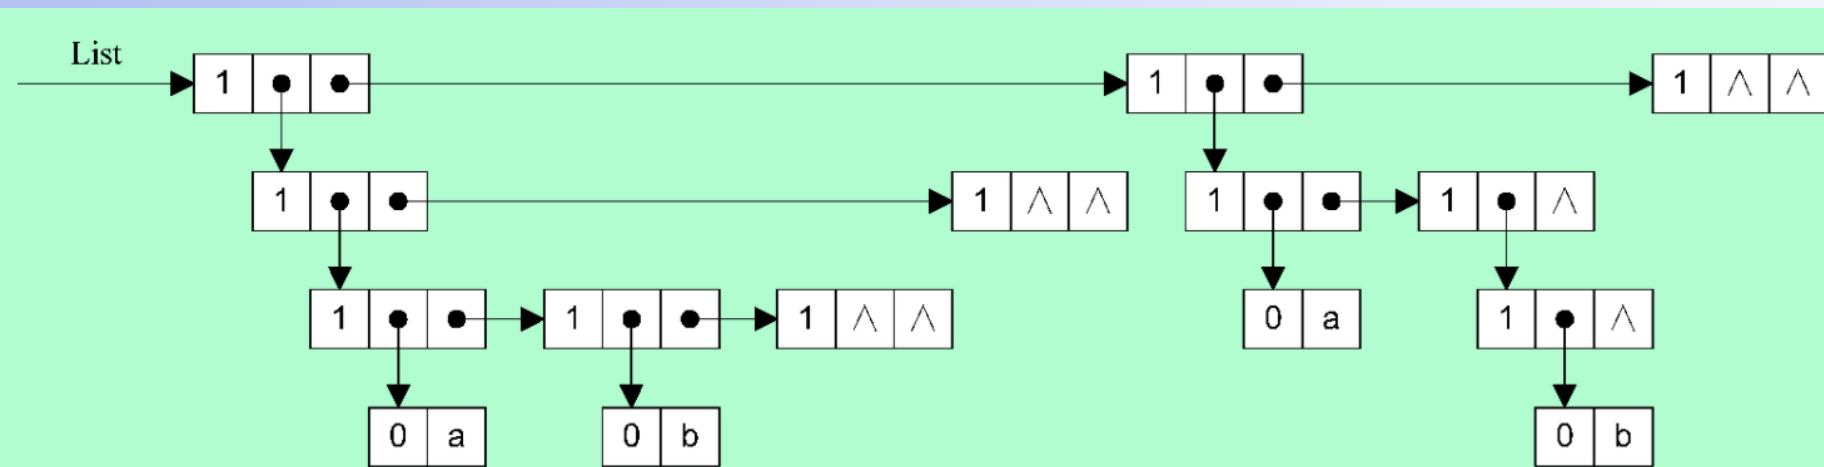 List
1 1 1 ∧ ∧
1 1 ∧ ∧ 1 1 ∧
1 1 1 ∧ ∧ 0 a 1 ∧
0 a 0 b 0 b